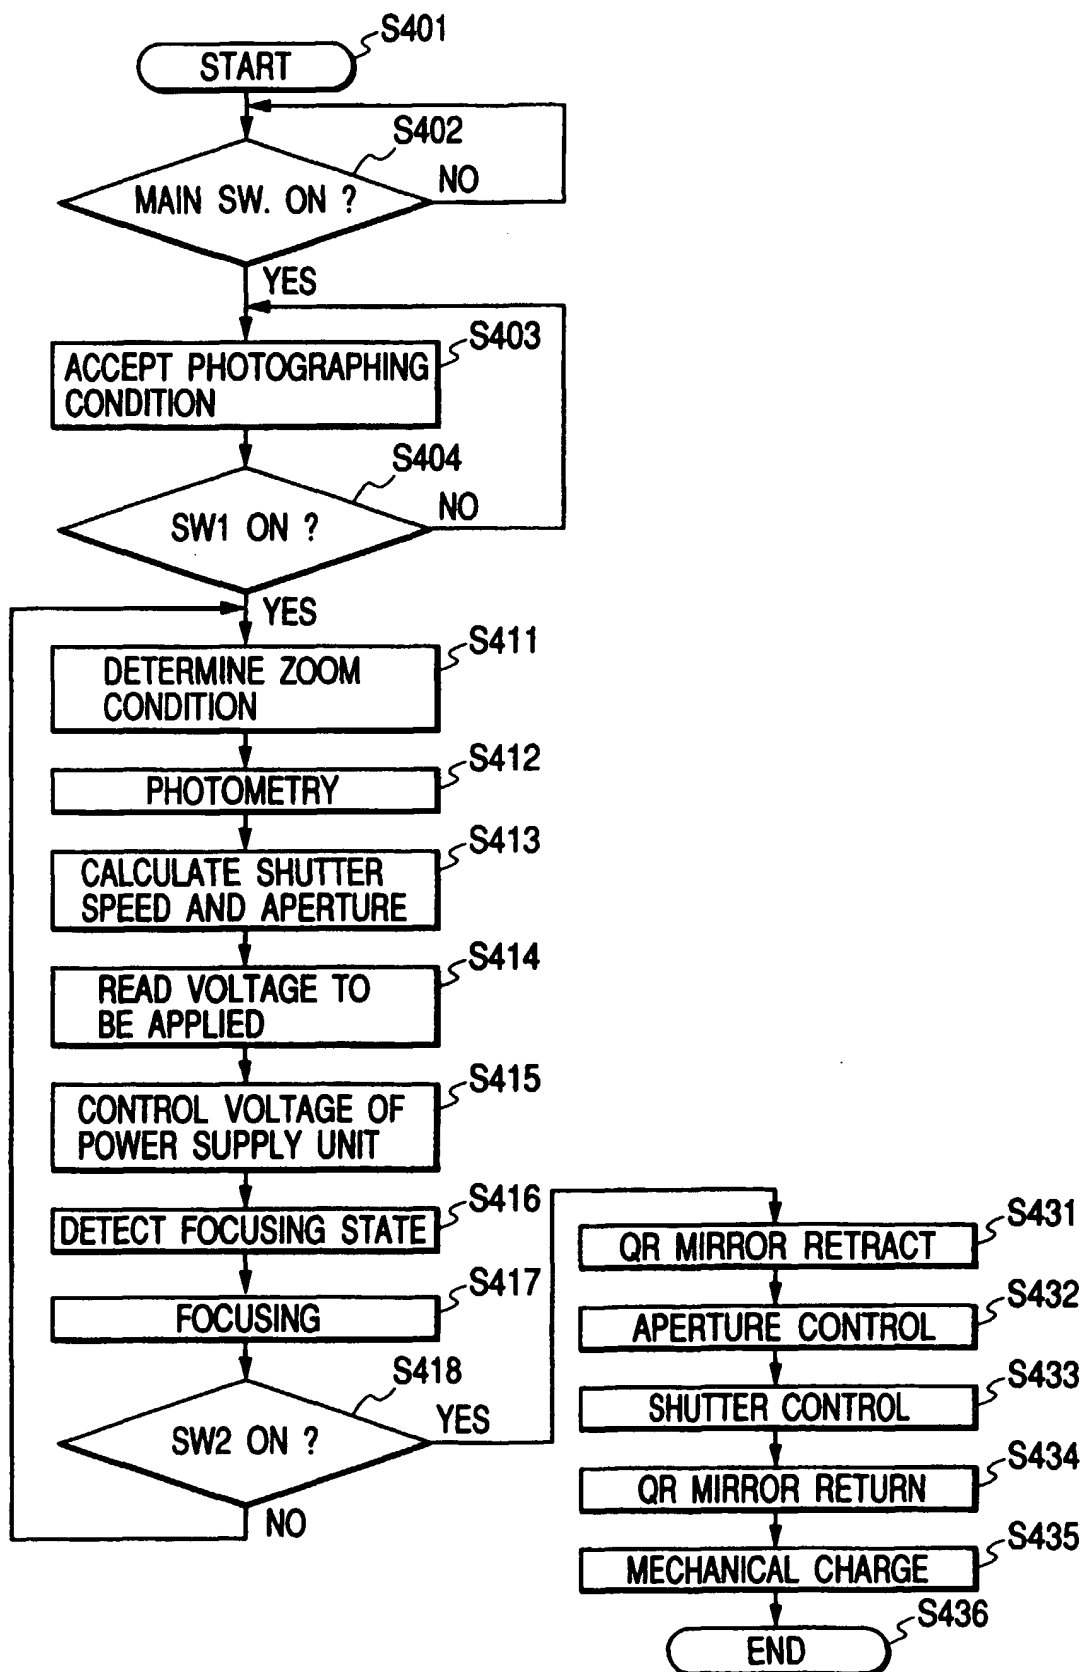 S401
START
S402
MAIN SW. ON ?
NO
YES
S403
ACCEPT PHOTOGRAPHING
CONDITION
S404
SW1 ON ?
NO
YES
S411
DETERMINE ZOOM
CONDITION
S412
PHOTOMETRY
S413
CALCULATE SHUTTER
SPEED AND APERTURE
S414
READ VOLTAGE TO
BE APPLIED
S415
CONTROL VOLTAGE OF
POWER SUPPLY UNIT
S416
DETECT FOCUSING STATE
S417
FOCUSING
S418
SW2 ON ?
YES
NO
S431
QR MIRROR RETRACT
S432
APERTURE CONTROL
S433
SHUTTER CONTROL
S434
QR MIRROR RETURN
S435
MECHANICAL CHARGE
S436
END